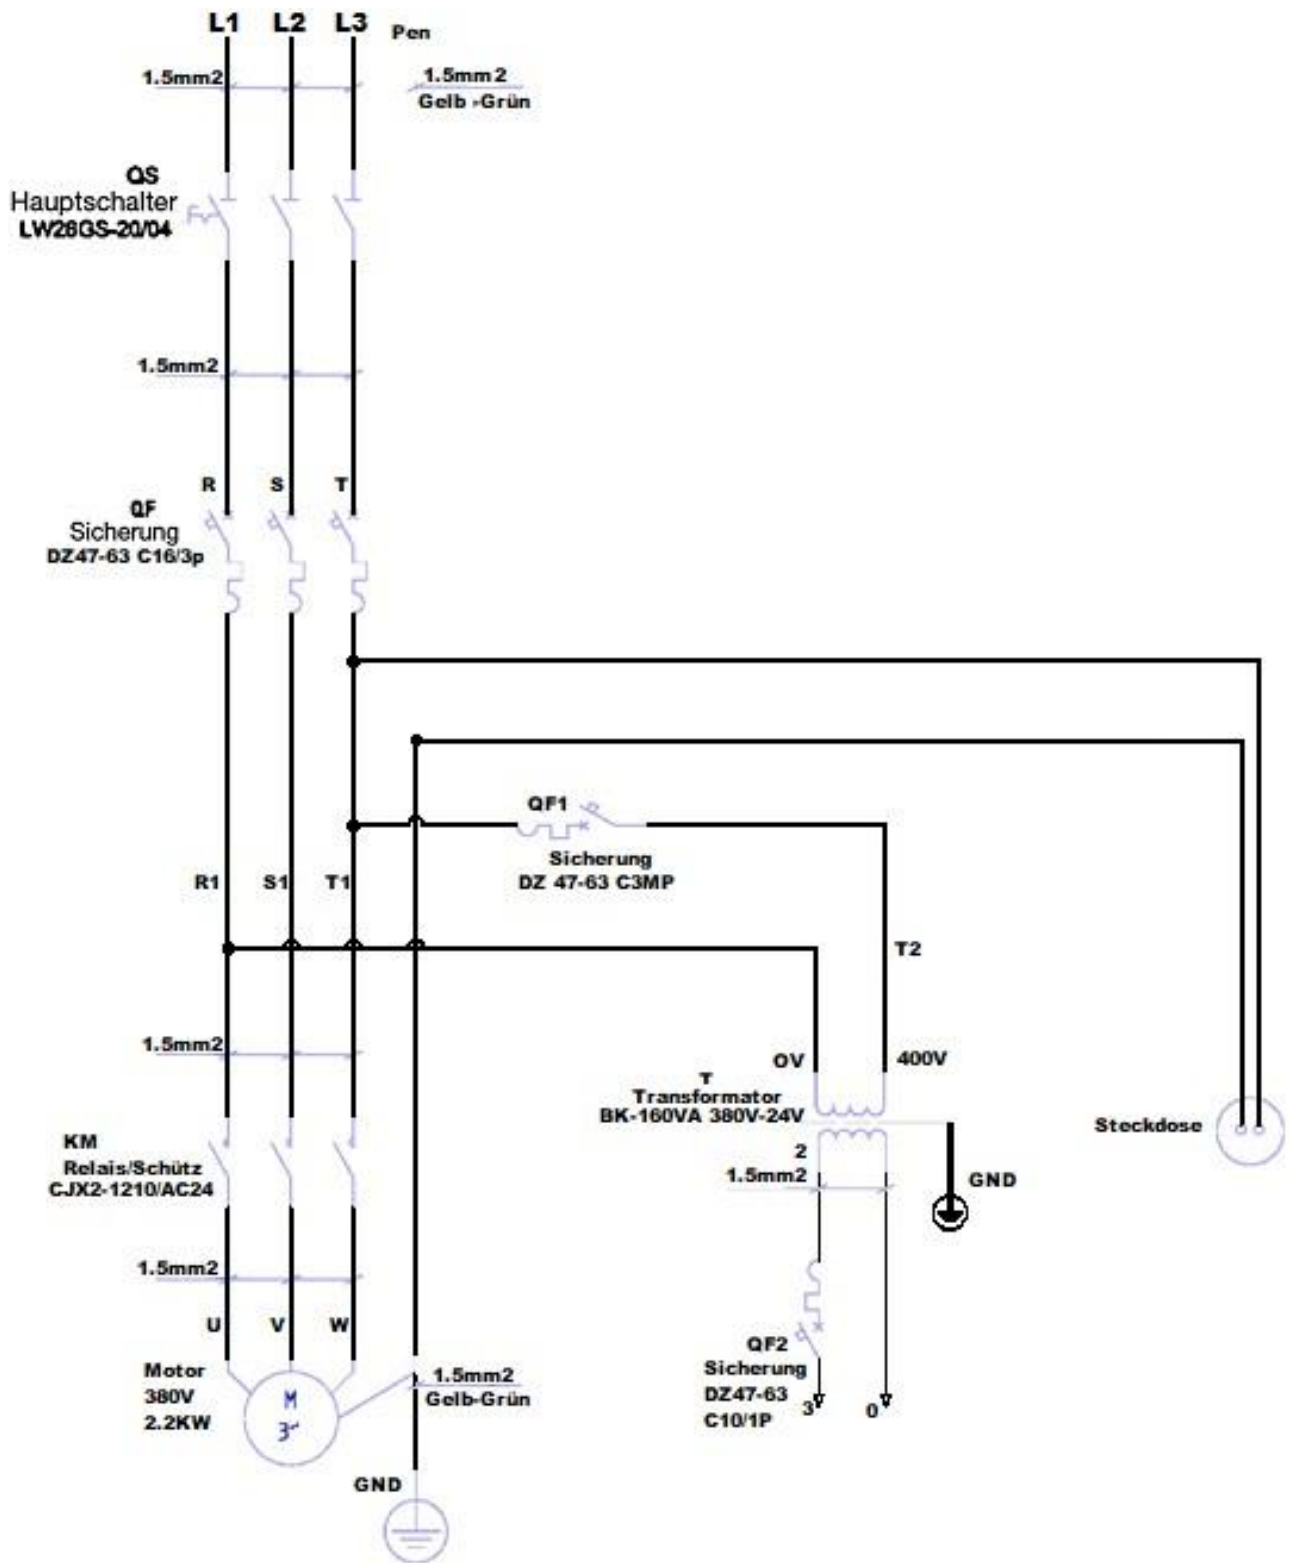 L1 L2 L3 Pen
1.5mm2
1.5mm2
Gelb -Grün
QS
Hauptschalter
LW26GS-20/04
1.5mm2
R S T
QF
Sicherung
DZ47-63 C16/3p
QF1
Sicherung
DZ 47-63 C3MP
R1 S1 T1
T2
1.5mm2
OV 400V
T
Transformator
BK-160VA 380V-24V
Steckdose
KM
Relais/Schütz
CJX2-1210/AC24
2
1.5mm2
GND
1.5mm2
U V W
QF2
Sicherung
DZ47-63
C10/1P
3 0
Motor
380V
2.2KW
M
3~
1.5mm2
Gelb-Grün
GND